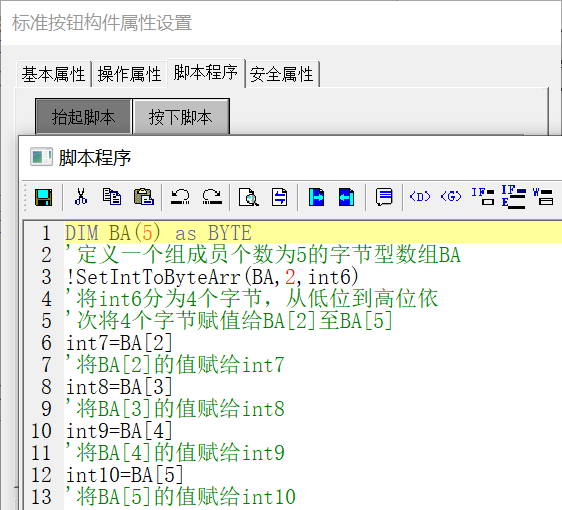 标准按钮构件属性设置
基本属性 操作属性 脚本程序 安全属性
抬起脚本 按下脚本
脚本程序
<D> <G> IF IF E W
1 DIM BA(5) as BYTE
2 '定义一个组成员个数为5的字节型数组BA
3 !SetIntToByteArr(BA,2,int6)
4 '将int6分为4个字节，从低位到高位依
5 '次将4个字节赋值给BA[2]至BA[5]
6 int7=BA[2]
7 '将BA[2]的值赋给int7
8 int8=BA[3]
9 '将BA[3]的值赋给int8
10 int9=BA[4]
11 '将BA[4]的值赋给int9
12 int10=BA[5]
13 '将BA[5]的值赋给int10